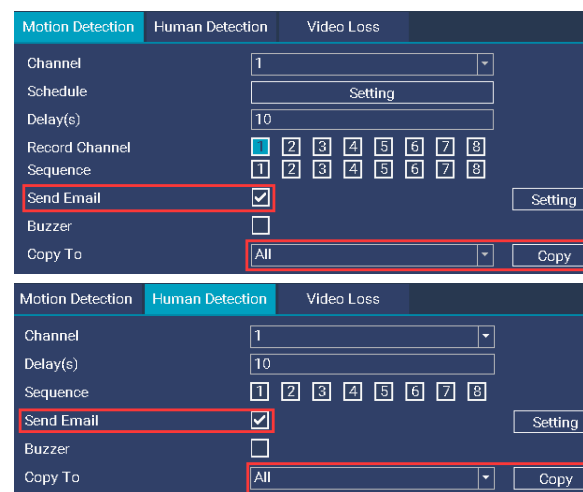 Motion Detection Human Detection Video Loss
Channel 1
Schedule Setting
Delay(s) 10
Record Channel 1 2 3 4 5 6 7 8
Sequence 1 2 3 4 5 6 7 8
Send Email Setting
Buzzer
Copy To All Copy
Motion Detection Human Detection Video Loss
Channel 1
Delay(s) 10
Sequence 1 2 3 4 5 6 7 8
Send Email Setting
Buzzer
Copy To All Copy